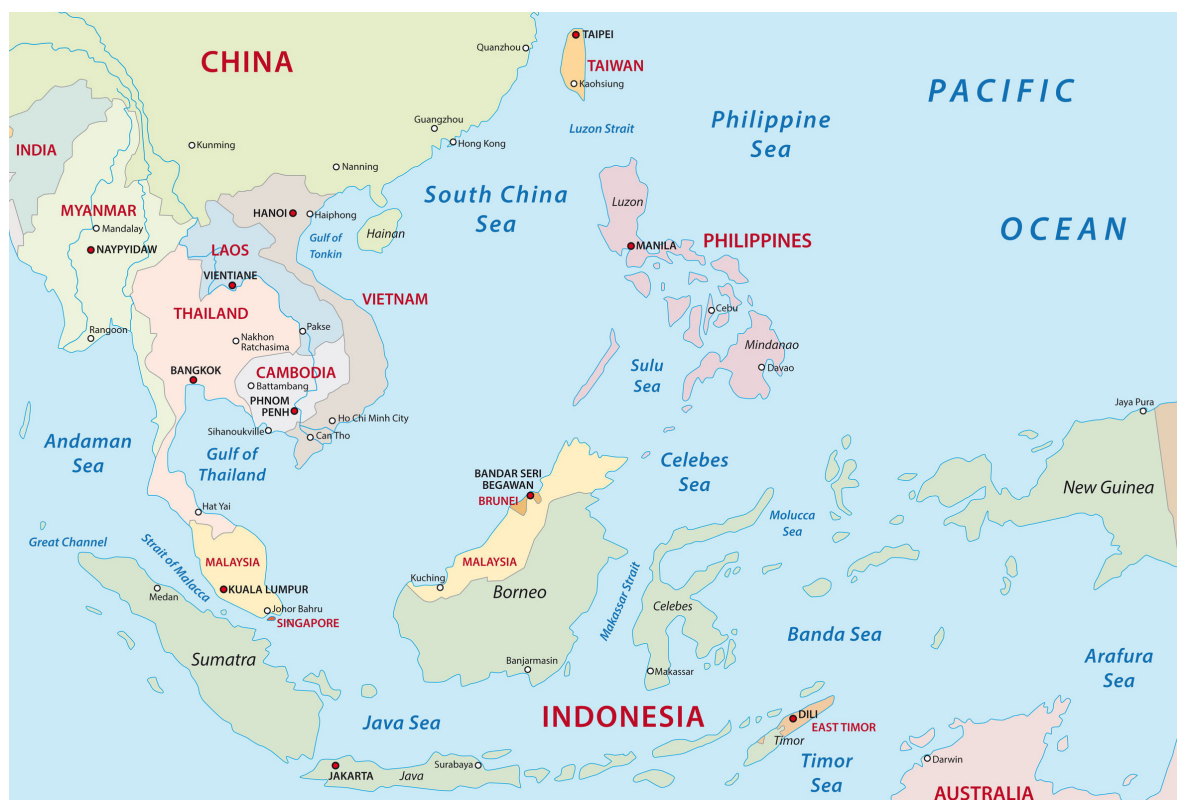 TAIPEI
Quanzhou
CHINA
TAIWAN
Kaohsiung
PACIFIC
Guangzhou
Luzon Strait
Philippine
Sea
Hong Kong
Kunming
INDIA
Nanning
South China
Sea
Luzon
MYANMAR
HANOI
Haiphong
Mandalay
Hainan
OCEAN
Gulf of
Tonkin
NAYPYIDAW
LAOS
MANILA
PHILIPPINES
VIENTIANE
VIETNAM
THAILAND
Cebu
Rangoon
Pakse
Nakhon
Ratchasima
Mindanao
BANGKOK
CAMBODIA
Sulu
Sea
Davao
Battambang
PHNOM
PENH
Jaya Pura
Ho Chi Minh City
Sihanoukville
Can Tho
Andaman
Sea
Gulf of
Thailand
Celebes
Sea
BANDAR SERI
BEGAWAN
BRUNEI
New Guinea
Hat Yai
Molucca
Sea
Great Channel
Strait of Malacca
MALAYSIA
MALAYSIA
Kuching
KUALA LUMPUR
Borneo
Makassar Strait
Medan
Johor Bahru
SINGAPORE
Celebes
Banda Sea
Sumatra
Banjarmasin
Makassar
Arafura
Sea
Java Sea
INDONESIA
DILI
EAST TIMOR
Timor
Timor
Sea
JAKARTA
Java
Surabaya
Darwin
AUSTRALIA